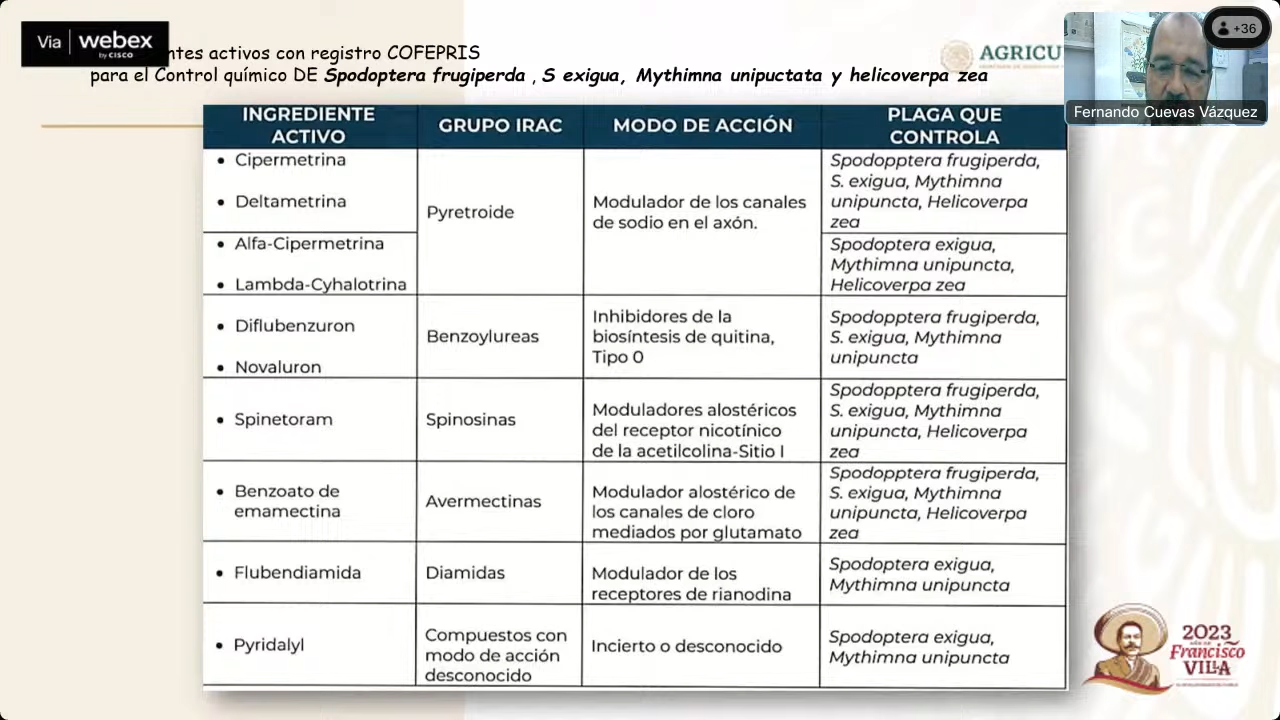 Via webex
by CISCO
ntes activos con registro COFEPRIS
para el Control químico DE Spodoptera frugiperda , S exigua, Mythimna unipuctata y helicoverpa zea
AGRICU
+36
Fernando Cuevas Vázquez
INGREDIENTE
ACTIVO
GRUPO IRAC
MODO DE ACCIÓN
PLAGA QUE
CONTROLA
• Cipermetrina
• Deltametrina
• Alfa-Cipermetrina
• Lambda-Cyhalotrina
Pyretroide
Modulador de los canales
de sodio en el axón.
Spodopptera frugiperda,
S. exigua, Mythimna
unipuncta, Helicoverpa
zea
Spodoptera exigua,
Mythimna unipuncta,
Helicoverpa zea
• Diflubenzuron
• Novaluron
Benzoylureas
Inhibidores de la
biosíntesis de quitina,
Tipo 0
Spodopptera frugiperda,
S. exigua, Mythimna
unipuncta
• Spinetoram
Spinosinas
Moduladores alostéricos
del receptor nicotínico
de la acetilcolina-Sitio I
Spodopptera frugiperda,
S. exigua, Mythimna
unipuncta, Helicoverpa
zea
• Benzoato de
emamectina
Avermectinas
Modulador alostérico de
los canales de cloro
mediados por glutamato
Spodopptera frugiperda,
S. exigua, Mythimna
unipuncta, Helicoverpa
zea
• Flubendiamida
Diamidas
Modulador de los
receptores de rianodina
Spodoptera exigua,
Mythimna unipuncta
• Pyridalyl
Compuestos con
modo de acción
desconocido
Incierto o desconocido
Spodoptera exigua,
Mythimna unipuncta
2023
Francisco
VILLA